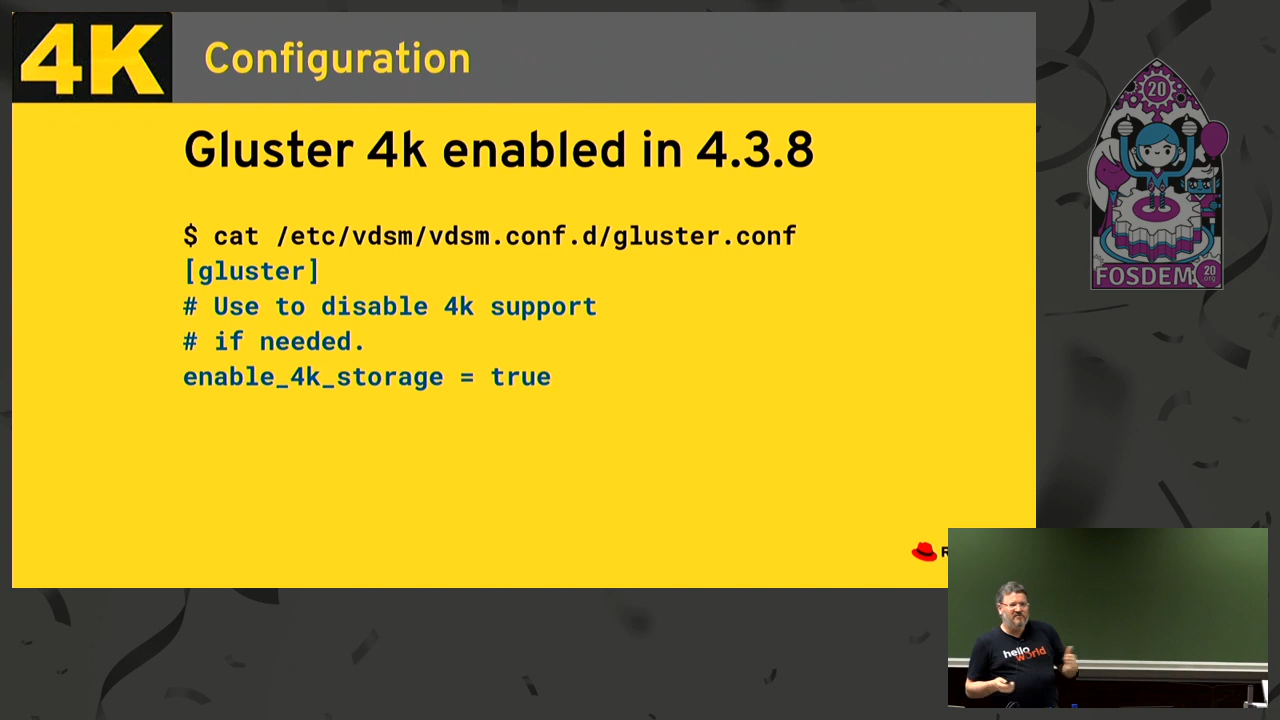 4K
Configuration
Gluster 4k enabled in 4.3.8
$ cat /etc/vdsm/vdsm.conf.d/gluster.conf
[gluster]
# Use to disable 4k support
# if needed.
enable_4k_storage = true
20
FOSDEM
20
.org
hello
world